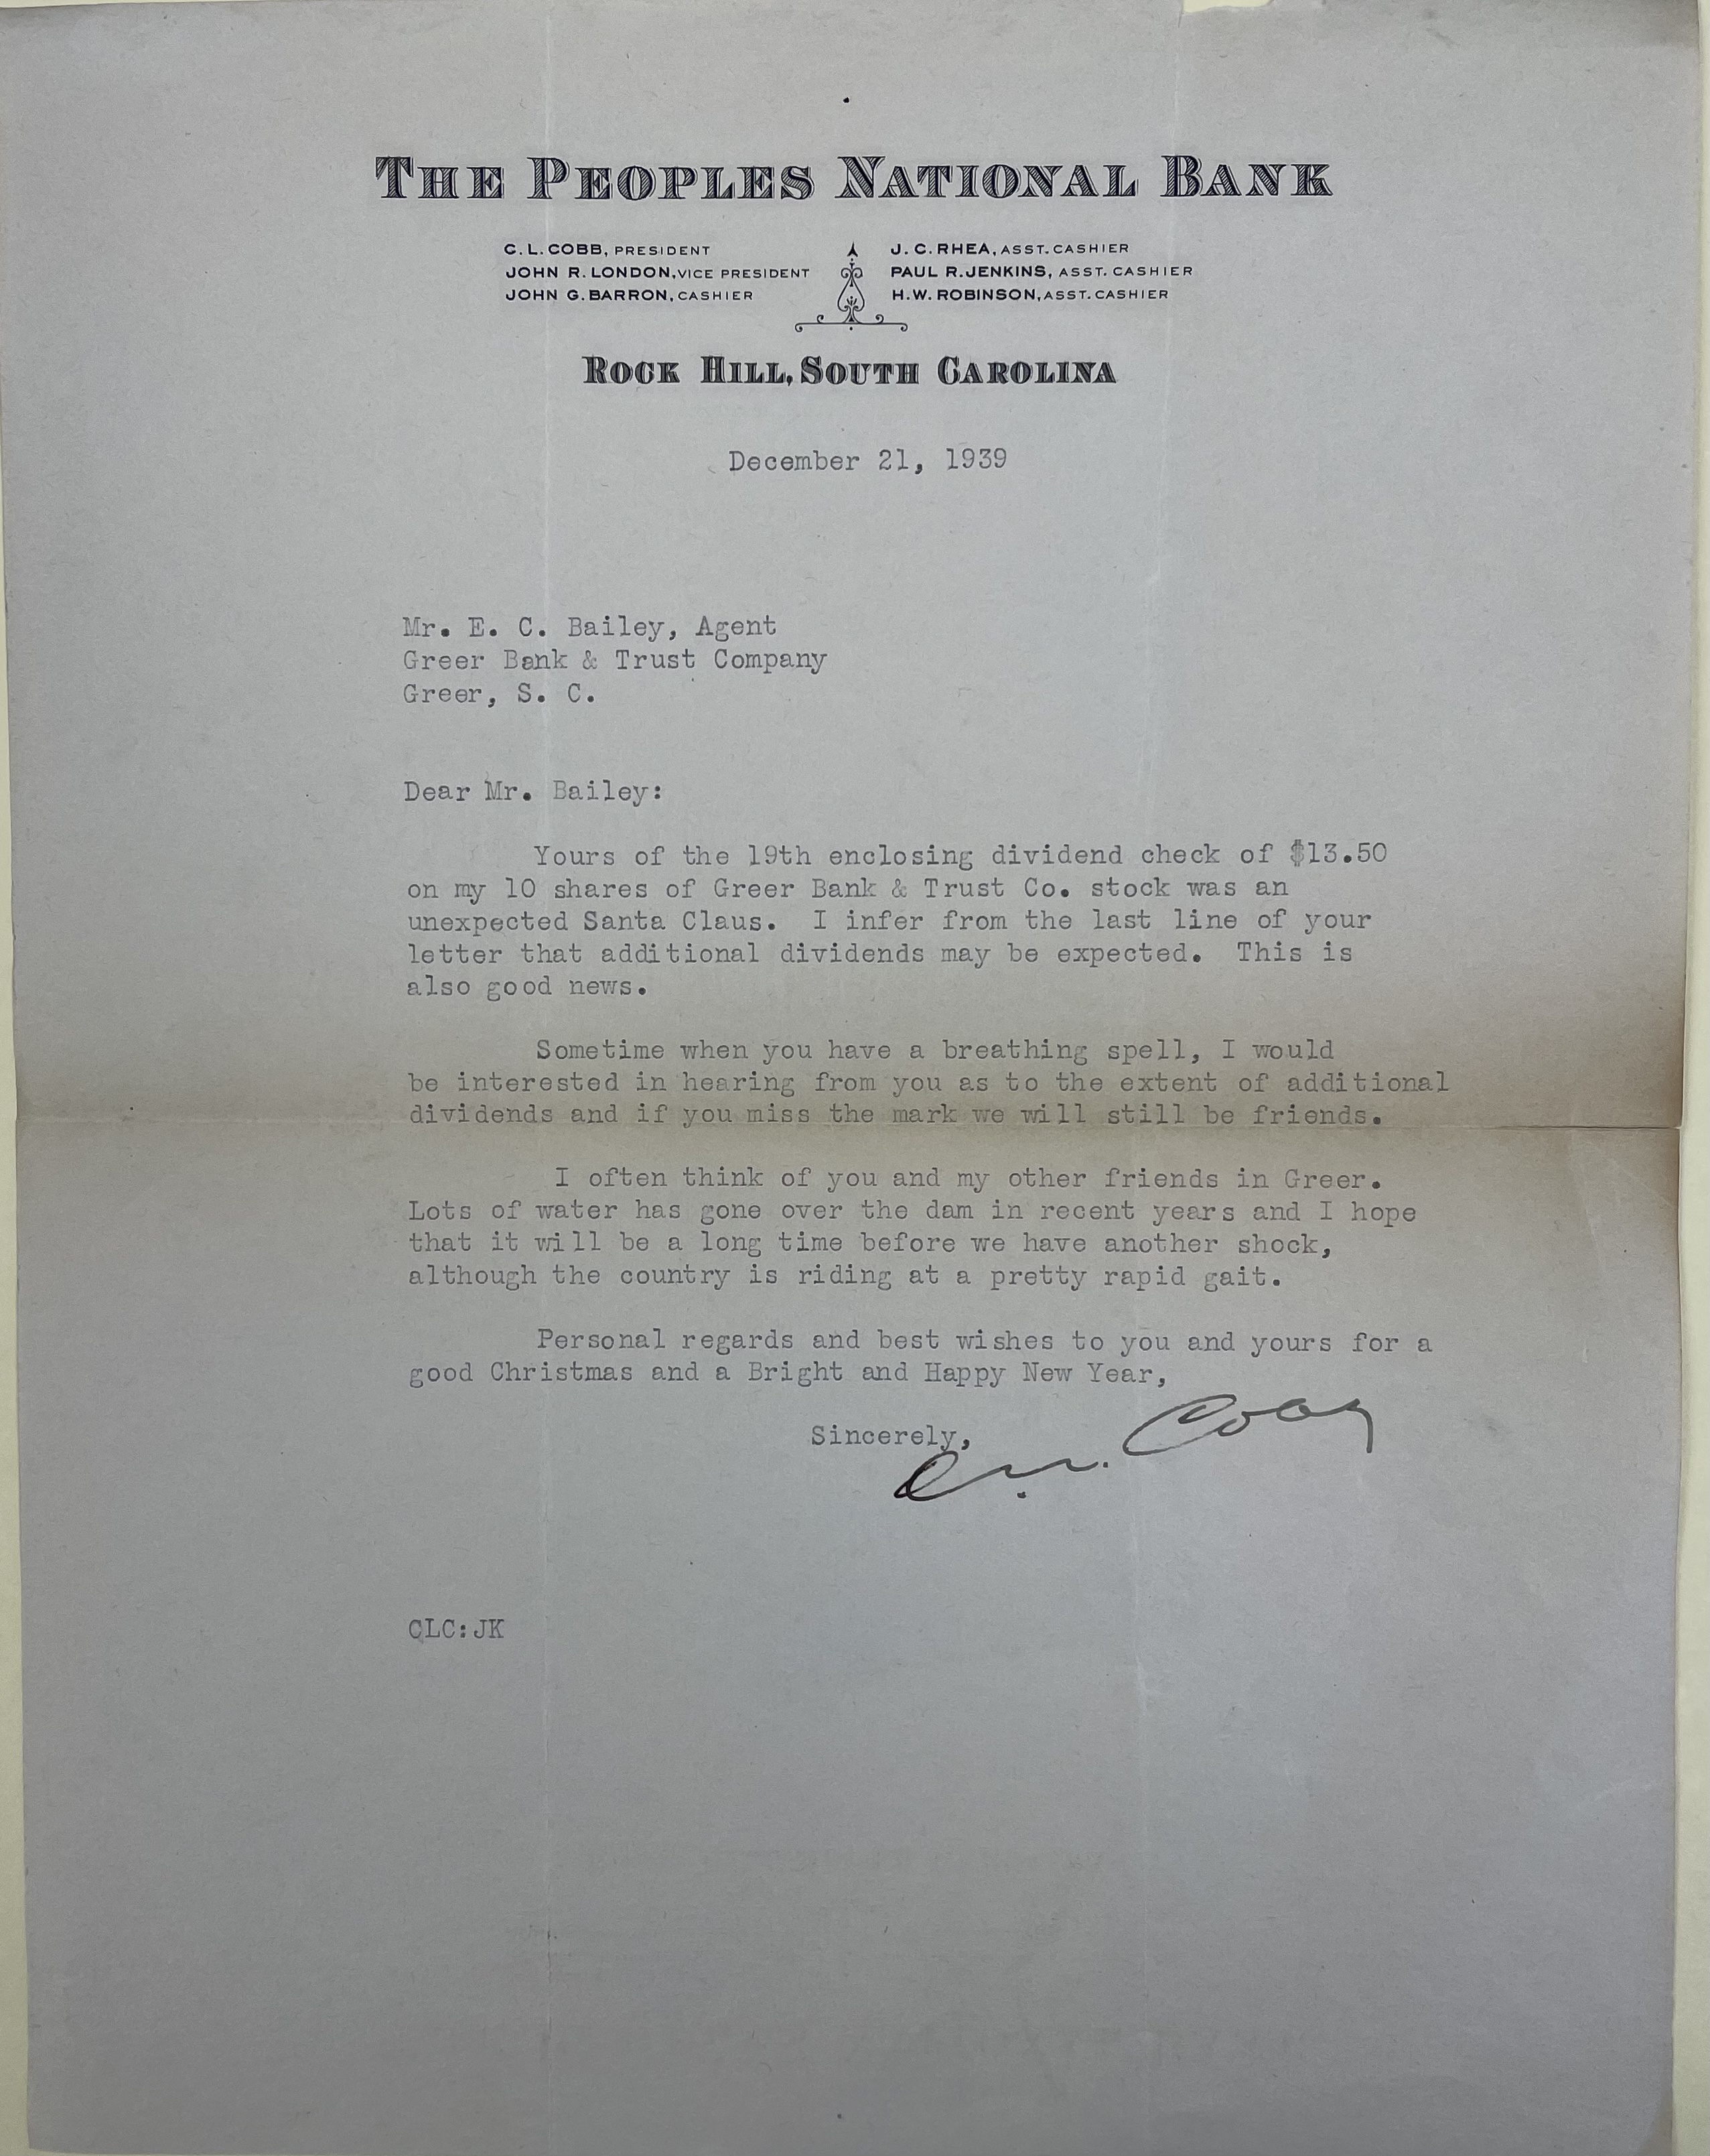 THE PEOPLES NATIONAL BANK
C. L. COBB, PRESIDENT
JOHN R. LONDON, VICE PRESIDENT
JOHN G. BARRON, CASHIER
J. C. RHEA, ASST. CASHIER
PAUL R. JENKINS, ASST. CASHIER
H. W. ROBINSON, ASST. CASHIER
ROCK HILL, SOUTH CAROLINA
December 21, 1939
Mr. E. C. Bailey, Agent
Greer Bank & Trust Company
Greer, S. C.
Dear Mr. Bailey:
Yours of the 19th enclosing dividend check of $13.50
on my 10 shares of Greer Bank & Trust Co. stock was an
unexpected Santa Claus. I infer from the last line of your
letter that additional dividends may be expected. This is
also good news.
Sometime when you have a breathing spell, I would
be interested in hearing from you as to the extent of additional
dividends and if you miss the mark we will still be friends.
I often think of you and my other friends in Greer.
Lots of water has gone over the dam in recent years and I hope
that it will be a long time before we have another shock,
although the country is riding at a pretty rapid gait.
Personal regards and best wishes to you and yours for a
good Christmas and a Bright and Happy New Year,
Sincerely,
C. L. Cobb
CLC:JK